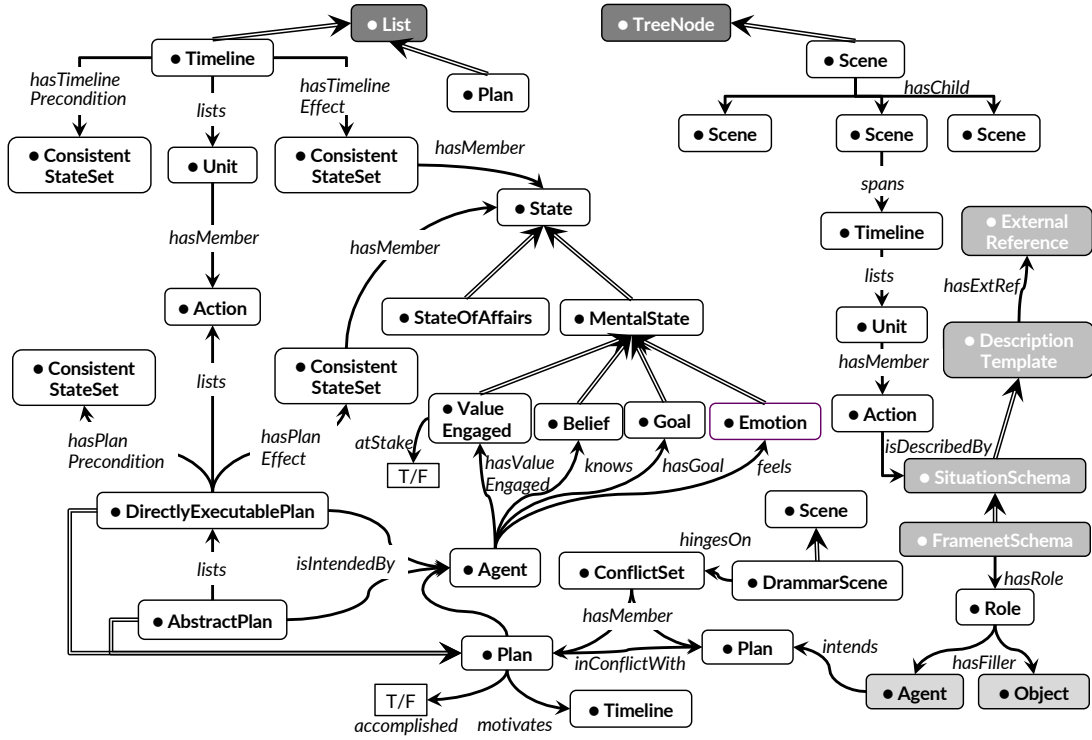 ● List
● TreeNode
● Timeline
● Scene
hasTimeline
Precondition
hasTimeline
Effect
● Plan
lists
hasChild
● Scene
● Scene
● Scene
● Consistent
StateSet
● Unit
● Consistent
StateSet
hasMember
spans
● State
hasMember
hasMember
● Timeline
● External
Reference
lists
hasExtRef
● Action
● StateOfAffairs
● MentalState
● Unit
● Description
Template
● Consistent
StateSet
lists
● Consistent
StateSet
hasMember
● Value
Engaged
● Belief
● Goal
● Emotion
● Action
hasPlan
Precondition
hasPlan
Effect
atStake
T/F
hasValue
Engaged
knows
hasGoal
feels
isDescribedBy
● SituationSchema
● DirectlyExecutablePlan
● Scene
hingesOn
● FramenetSchema
lists
isIntendedBy
● Agent
● ConflictSet
● DrammarScene
hasRole
● AbstractPlan
hasMember
● Role
● Plan
inConflictWith
● Plan
intends
hasFiller
T/F
accomplished
motivates
● Timeline
● Agent
● Object